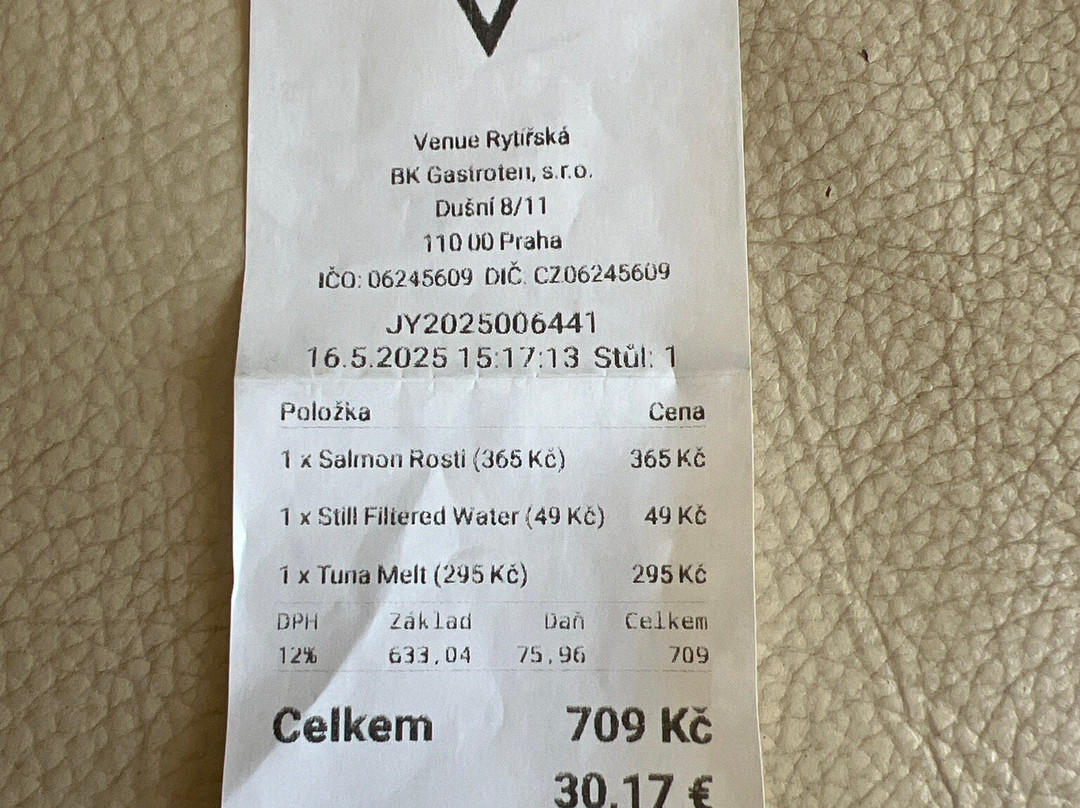 Venue Rytířská
BK Gastroten, s.r.o.
Dušní 8/11
110 00 Praha
IČO: 06245609 DIČ: CZ06245609
JY2025006441
16.5.2025 15:17:13 Stůl: 1
Položka Cena
1 x Salmon Rosti (365 Kč) 365 Kč
1 x Still Filtered Water (49 Kč) 49 Kč
1 x Tuna Melt (295 Kč) 295 Kč
DPH Základ Daň Celkem
12% 633,04 75,96 709
Celkem 709 Kč
30.17 €